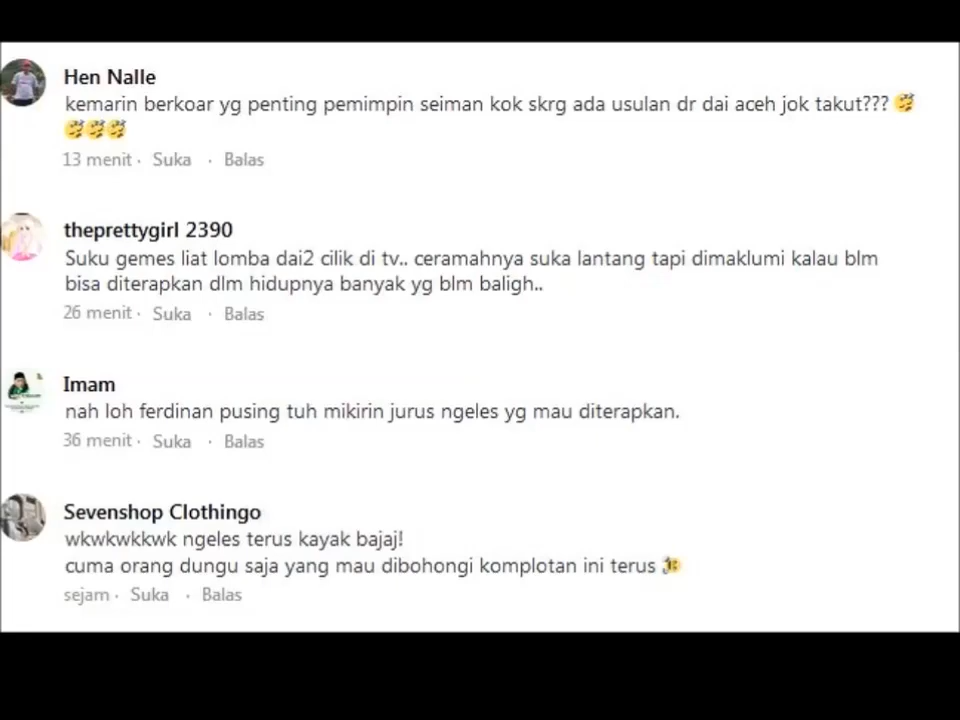 Hen Nalle
kemarin berkoar yg penting pemimpin seiman kok skrg ada usulan dr dai aceh jok takut??? 🤣
🤣🤣🤣
13 menit · Suka · Balas
theprettygirl 2390
Suku gemes liat lomba dai2 cilik di tv.. ceramahnya suka lantang tapi dimaklumi kalau blm
bisa diterapkan dlm hidupnya banyak yg blm baligh..
26 menit · Suka · Balas
Imam
nah loh ferdinan pusing tuh mikirin jurus ngeles yg mau diterapkan.
36 menit · Suka · Balas
Sevenshop Clothingo
wkwkwkkwk ngeles terus kayak bajaj!
cuma orang dungu saja yang mau dibohongi komplotan ini terus
sejam · Suka · Balas